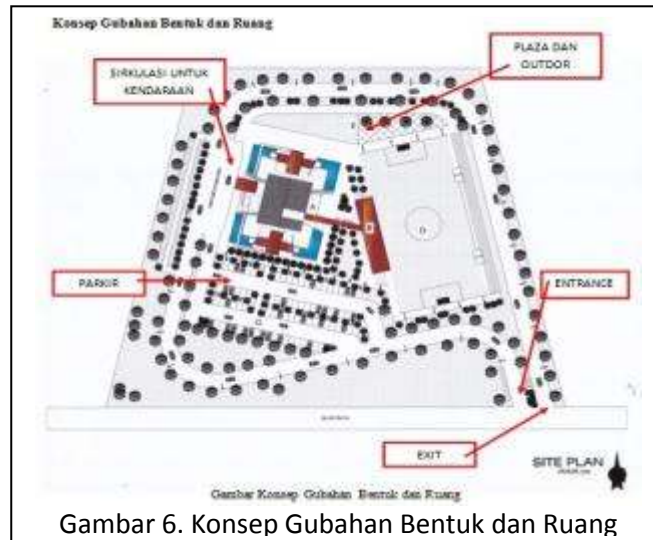 Konsep Gubahan Bentuk dan Ruang
PLAZA DAN
OUTDOOR
SIRKULASI UNTUK
KENDARAAN
PARKIR
ENTRANCE
EXIT
SITE PLAN
Gambar Konsep Gubahan Bentuk dan Ruang
Gambar 6. Konsep Gubahan Bentuk dan Ruang